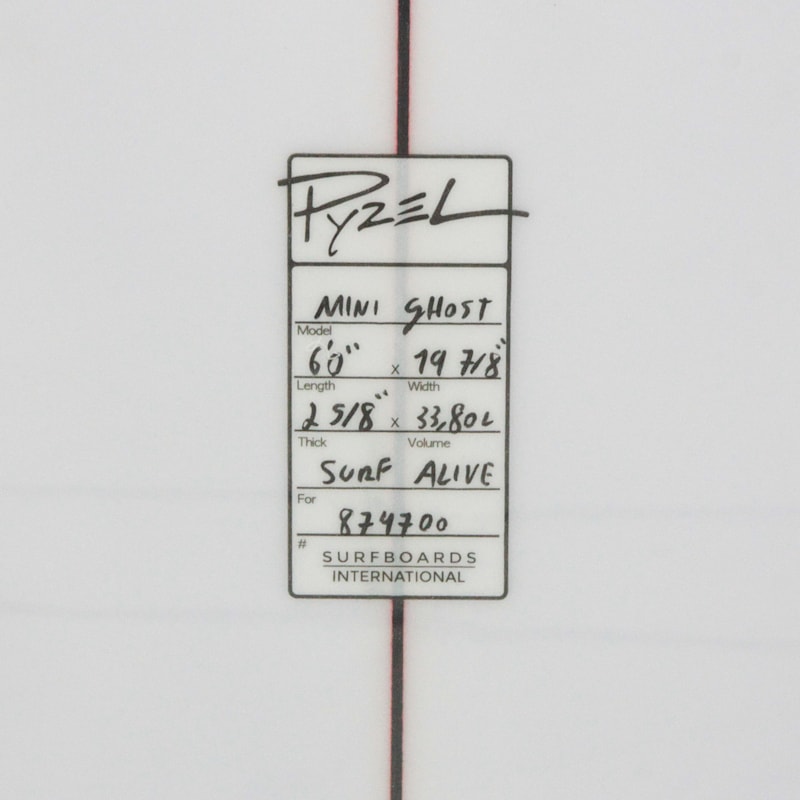 PYZEL
MINI GHOST
Model
6'0" x 19 7/8"
Length Width
2 5/8" x 33,80L
Thick Volume
SURF ALIVE
For
874700
#
SURFBOARDS
INTERNATIONAL